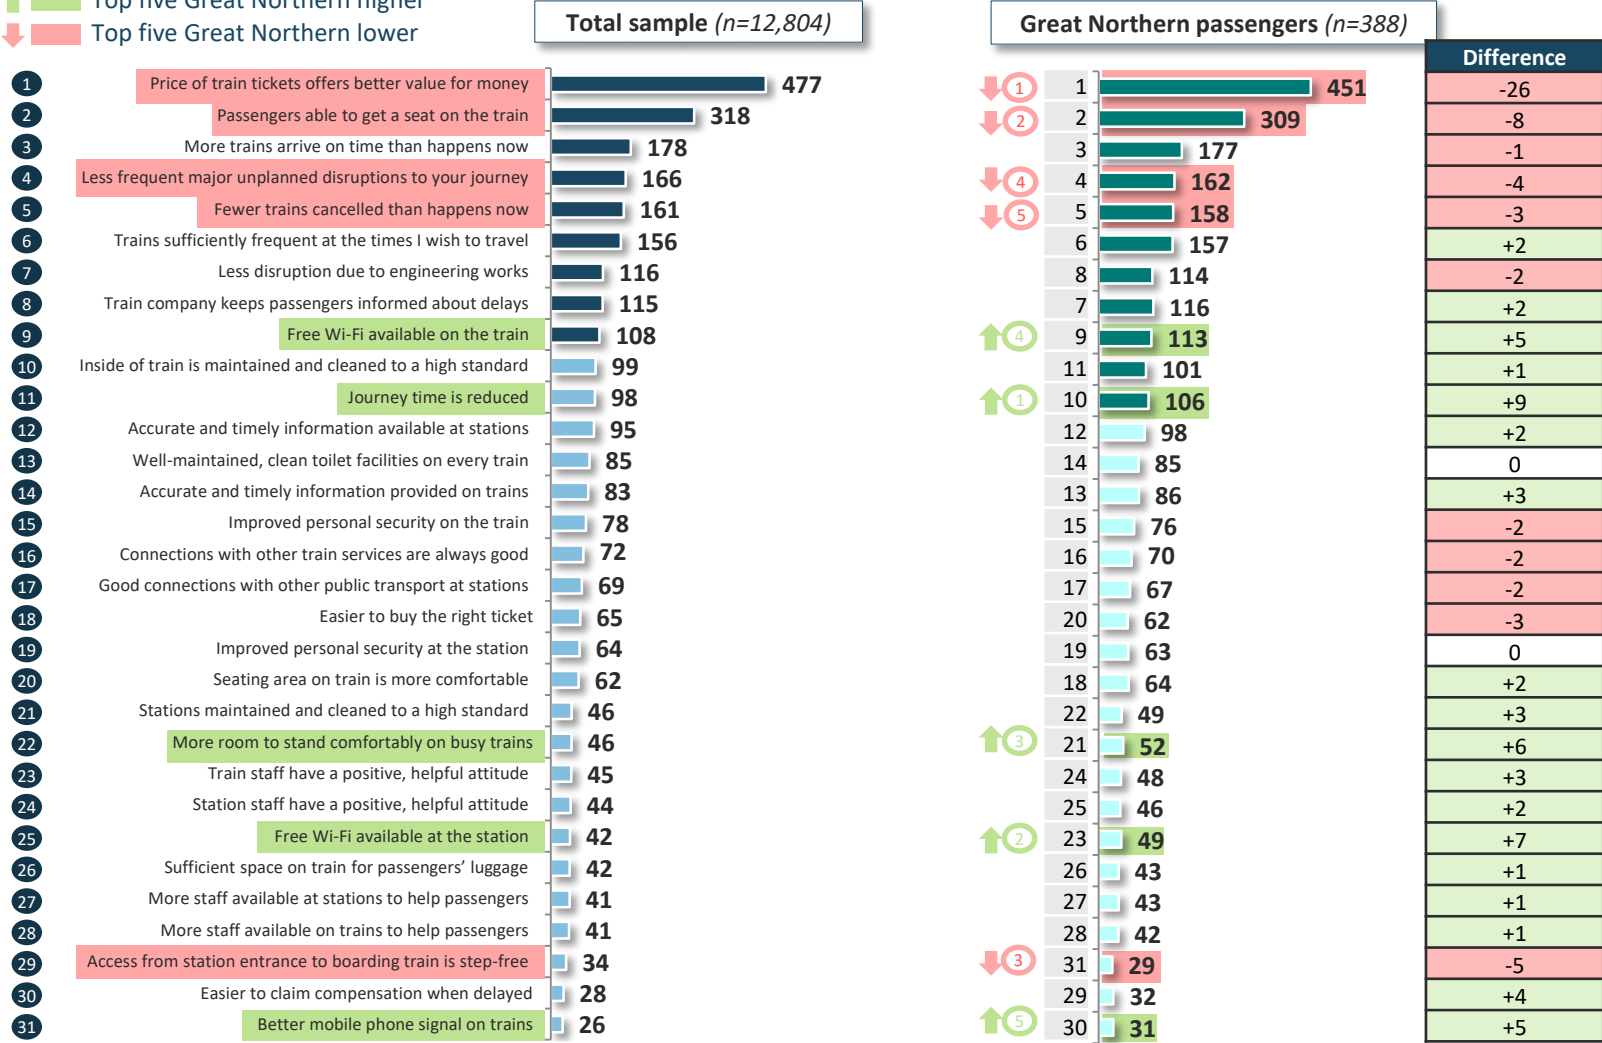 Top five Great Northern higher
Top five Great Northern lower
Total sample (n=12,804)
Great Northern passengers (n=388)
Difference
1 Price of train tickets offers better value for money 477 1 1 451 -26
2 Passengers able to get a seat on the train 318 2 2 309 -8
3 More trains arrive on time than happens now 178 3 177 -1
4 Less frequent major unplanned disruptions to your journey 166 4 4 162 -4
5 Fewer trains cancelled than happens now 161 5 5 158 -3
6 Trains sufficiently frequent at the times I wish to travel 156 6 157 +2
7 Less disruption due to engineering works 116 8 114 -2
8 Train company keeps passengers informed about delays 115 7 116 +2
9 Free Wi-Fi available on the train 108 4 9 113 +5
10 Inside of train is maintained and cleaned to a high standard 99 11 101 +1
11 Journey time is reduced 98 1 10 106 +9
12 Accurate and timely information available at stations 95 12 98 +2
13 Well-maintained, clean toilet facilities on every train 85 14 85 0
14 Accurate and timely information provided on trains 83 13 86 +3
15 Improved personal security on the train 78 15 76 -2
16 Connections with other train services are always good 72 16 70 -2
17 Good connections with other public transport at stations 69 17 67 -2
18 Easier to buy the right ticket 65 20 62 -3
19 Improved personal security at the station 64 19 63 0
20 Seating area on train is more comfortable 62 18 64 +2
21 Stations maintained and cleaned to a high standard 46 22 49 +3
22 More room to stand comfortably on busy trains 46 3 21 52 +6
23 Train staff have a positive, helpful attitude 45 24 48 +3
24 Station staff have a positive, helpful attitude 44 25 46 +2
25 Free Wi-Fi available at the station 42 2 23 49 +7
26 Sufficient space on train for passengers' luggage 42 26 43 +1
27 More staff available at stations to help passengers 41 27 43 +1
28 More staff available on trains to help passengers 41 28 42 +1
29 Access from station entrance to boarding train is step-free 34 3 31 29 -5
30 Easier to claim compensation when delayed 28 29 32 +4
31 Better mobile phone signal on trains 26 5 30 31 +5